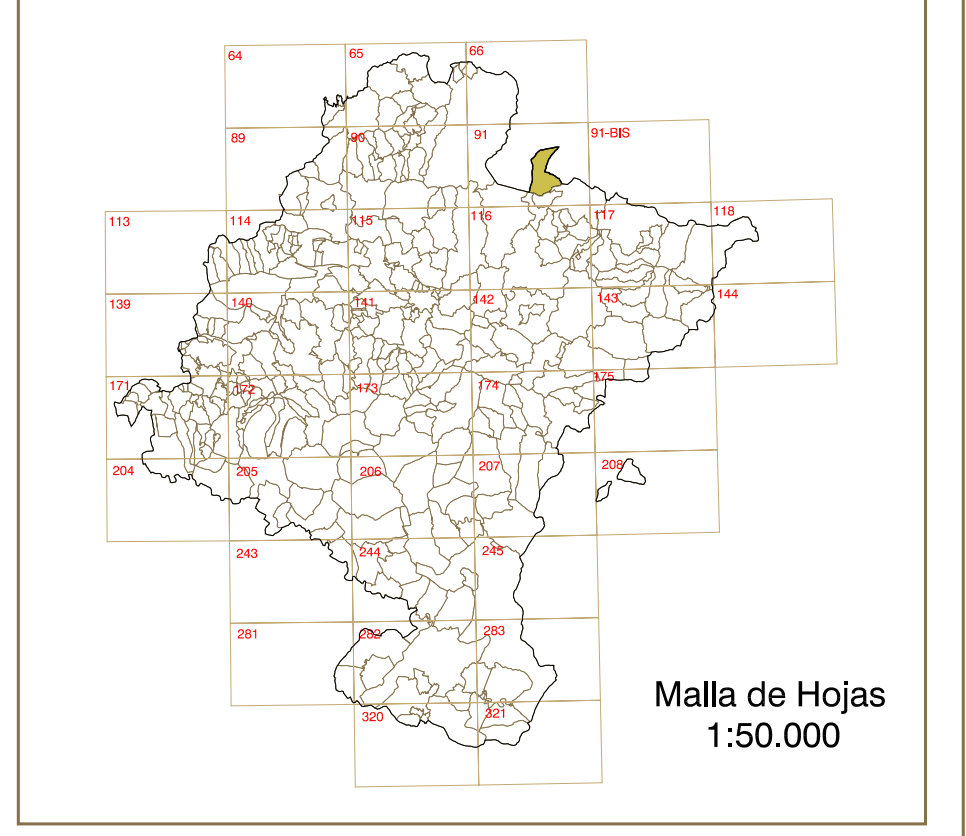 64 65 66
89 90 91 91-BIS
113 114 115 116 117 118
139 140 141 142 143 144
171 172 173 174 175
204 205 206 207 208
243 244 245
281 282 283
Malla de Hojas
320 321
1:50.000